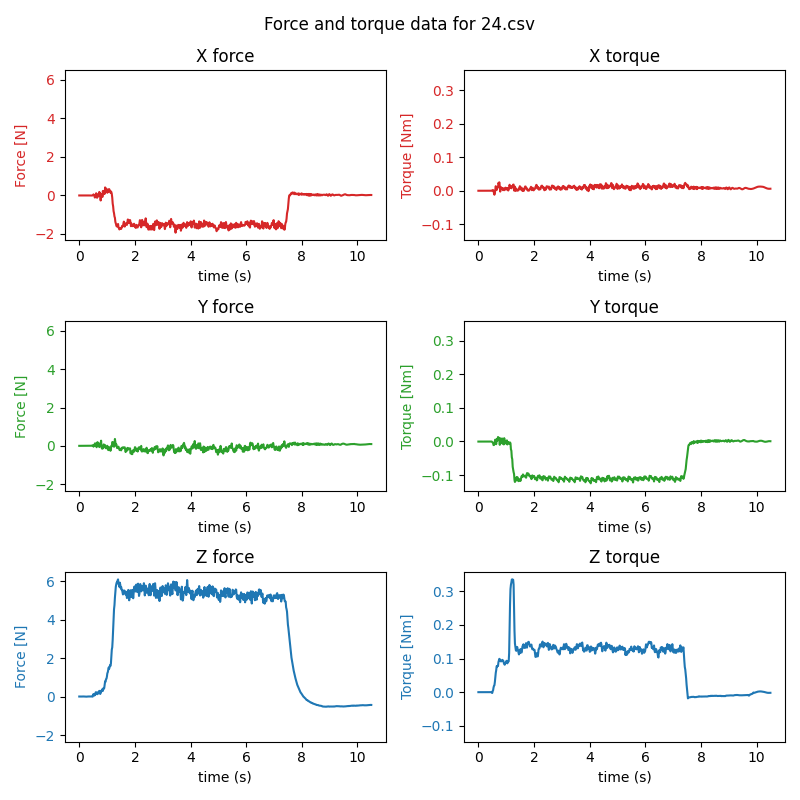 Force and torque data for 24.csv
X force
Force [N]
6
4
2
0
−2
0 2 4 6 8 10
time (s)
X torque
Torque [Nm]
0.3
0.2
0.1
0.0
−0.1
0 2 4 6 8 10
time (s)
Y force
Force [N]
6
4
2
0
−2
0 2 4 6 8 10
time (s)
Y torque
Torque [Nm]
0.3
0.2
0.1
0.0
−0.1
0 2 4 6 8 10
time (s)
Z force
Force [N]
6
4
2
0
−2
0 2 4 6 8 10
time (s)
Z torque
Torque [Nm]
0.3
0.2
0.1
0.0
−0.1
0 2 4 6 8 10
time (s)